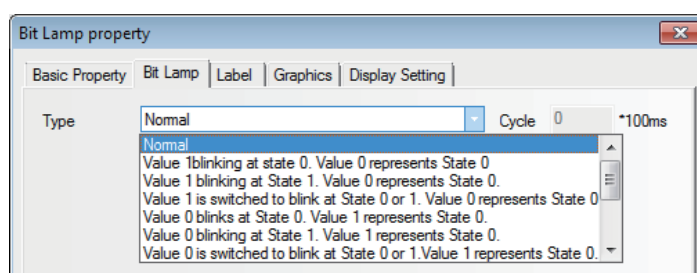 Bit Lamp property
Basic Property Bit Lamp Label Graphics Display Setting
Type Normal Cycle 0 *100ms
Normal
Value 1blinking at state 0. Value 0 represents State 0
Value 1 blinking at State 1. Value 0 represents State 0.
Value 1 is switched to blink at State 0 or 1. Value 0 represents State 0
Value 0 blinks at State 0. Value 1 represents State 0.
Value 0 blinking at State 1. Value 1 represents State 0.
Value 0 is switched to blink at State 0 or 1.Value 1 represents State 0.